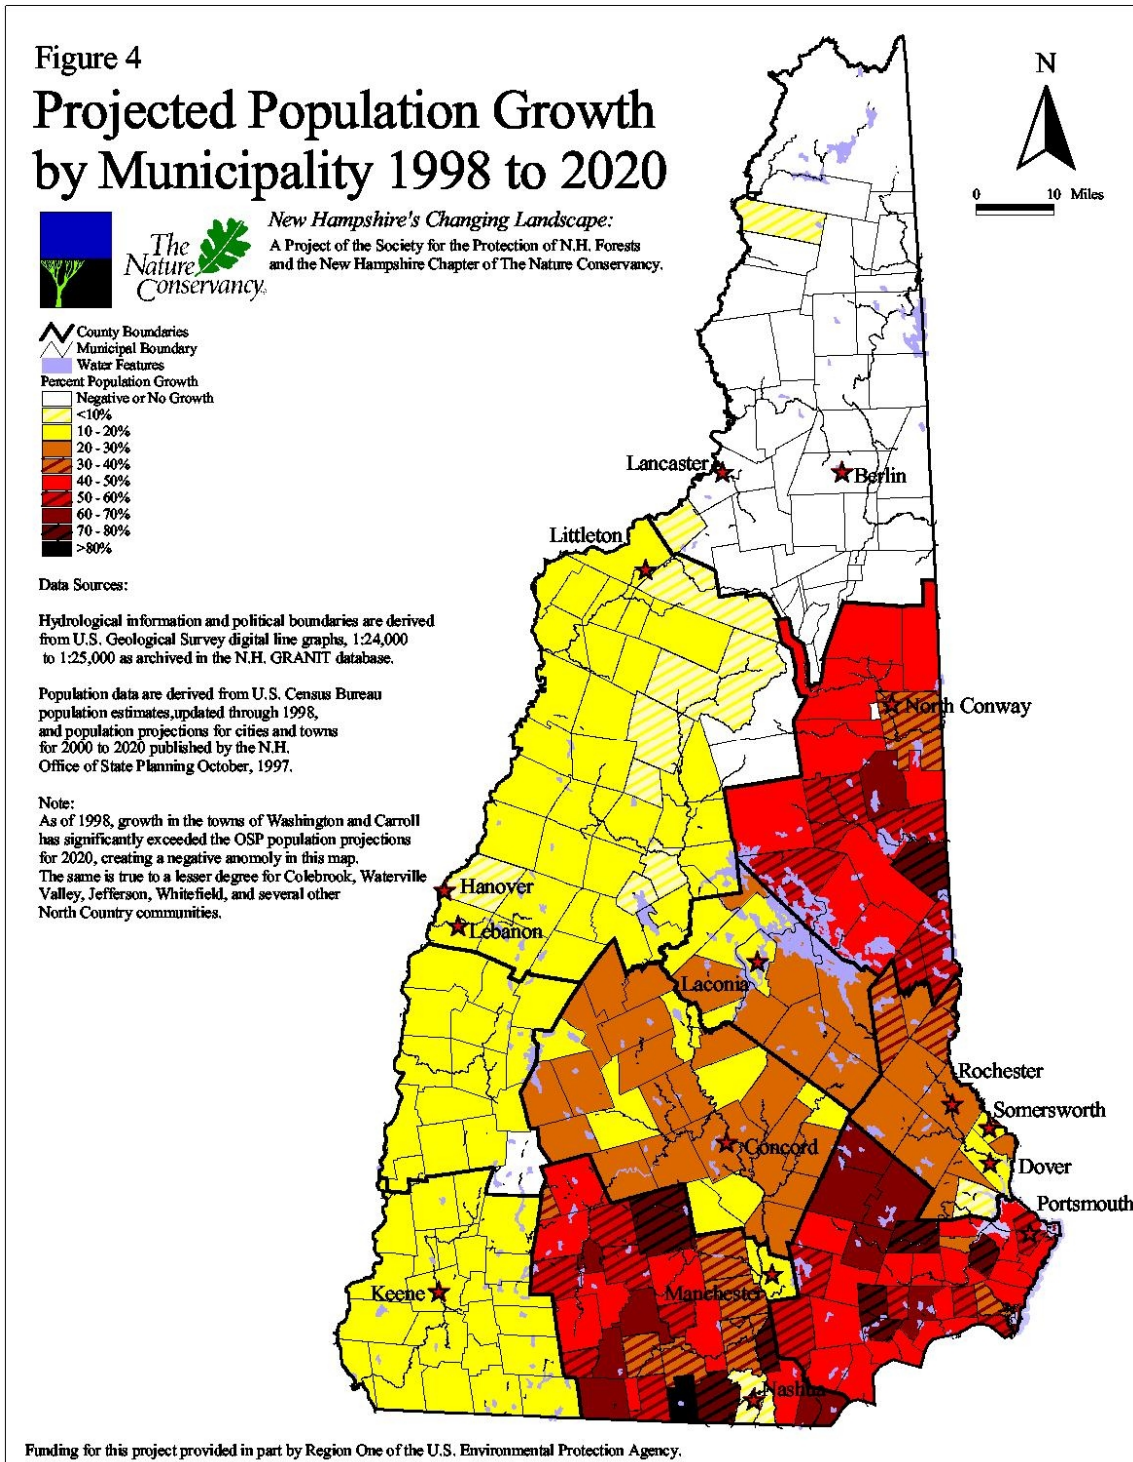 Figure 4
Projected Population Growth
by Municipality 1998 to 2020
The
Nature
Conservancy
New Hampshire's Changing Landscape:
A Project of the Society for the Protection of N.H. Forests
and the New Hampshire Chapter of The Nature Conservancy.
N
0 10 Miles
County Boundaries
Municipal Boundary
Water Features
Percent Population Growth
Negative or No Growth
<10%
10 - 20%
20 - 30%
30 - 40%
40 - 50%
50 - 60%
60 - 70%
70 - 80%
>80%
Data Sources:
Hydrological information and political boundaries are derived
from U.S. Geological Survey digital line graphs, 1:24,000
to 1:25,000 as archived in the N.H. GRANIT database.
Population data are derived from U.S. Census Bureau
population estimates,updated through 1998,
and population projections for cities and towns
for 2000 to 2020 published by the N.H.
Office of State Planning October, 1997.
Note:
As of 1998, growth in the towns of Washington and Carroll
has significantly exceeded the OSP population projections
for 2020, creating a negative anomoly in this map.
The same is true to a lesser degree for Colebrook, Waterville
Valley, Jefferson, Whitefield, and several other
North Country communities.
Lancaster
Berlin
Littleton
North Conway
Hanover
Lebanon
Laconia
Rochester
Somersworth
Concord
Dover
Portsmouth
Keene
Manchester
Nashua
Funding for this project provided in part by Region One of the U.S. Environmental Protection Agency.